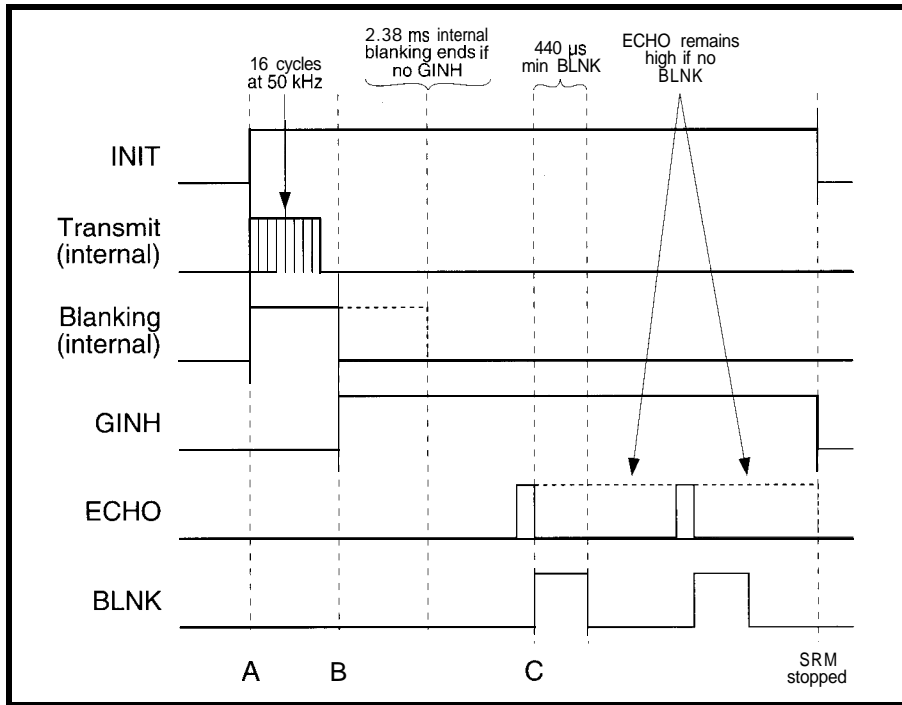 2.38 ms internal
blanking ends if
no GINH
440 µs
min BLNK
ECHO remains
high if no
BLNK
16 cycles
at 50 kHz
INIT
Transmit
(internal)
Blanking
(internal)
GINH
ECHO
BLNK
A
B
C
SRM
stopped